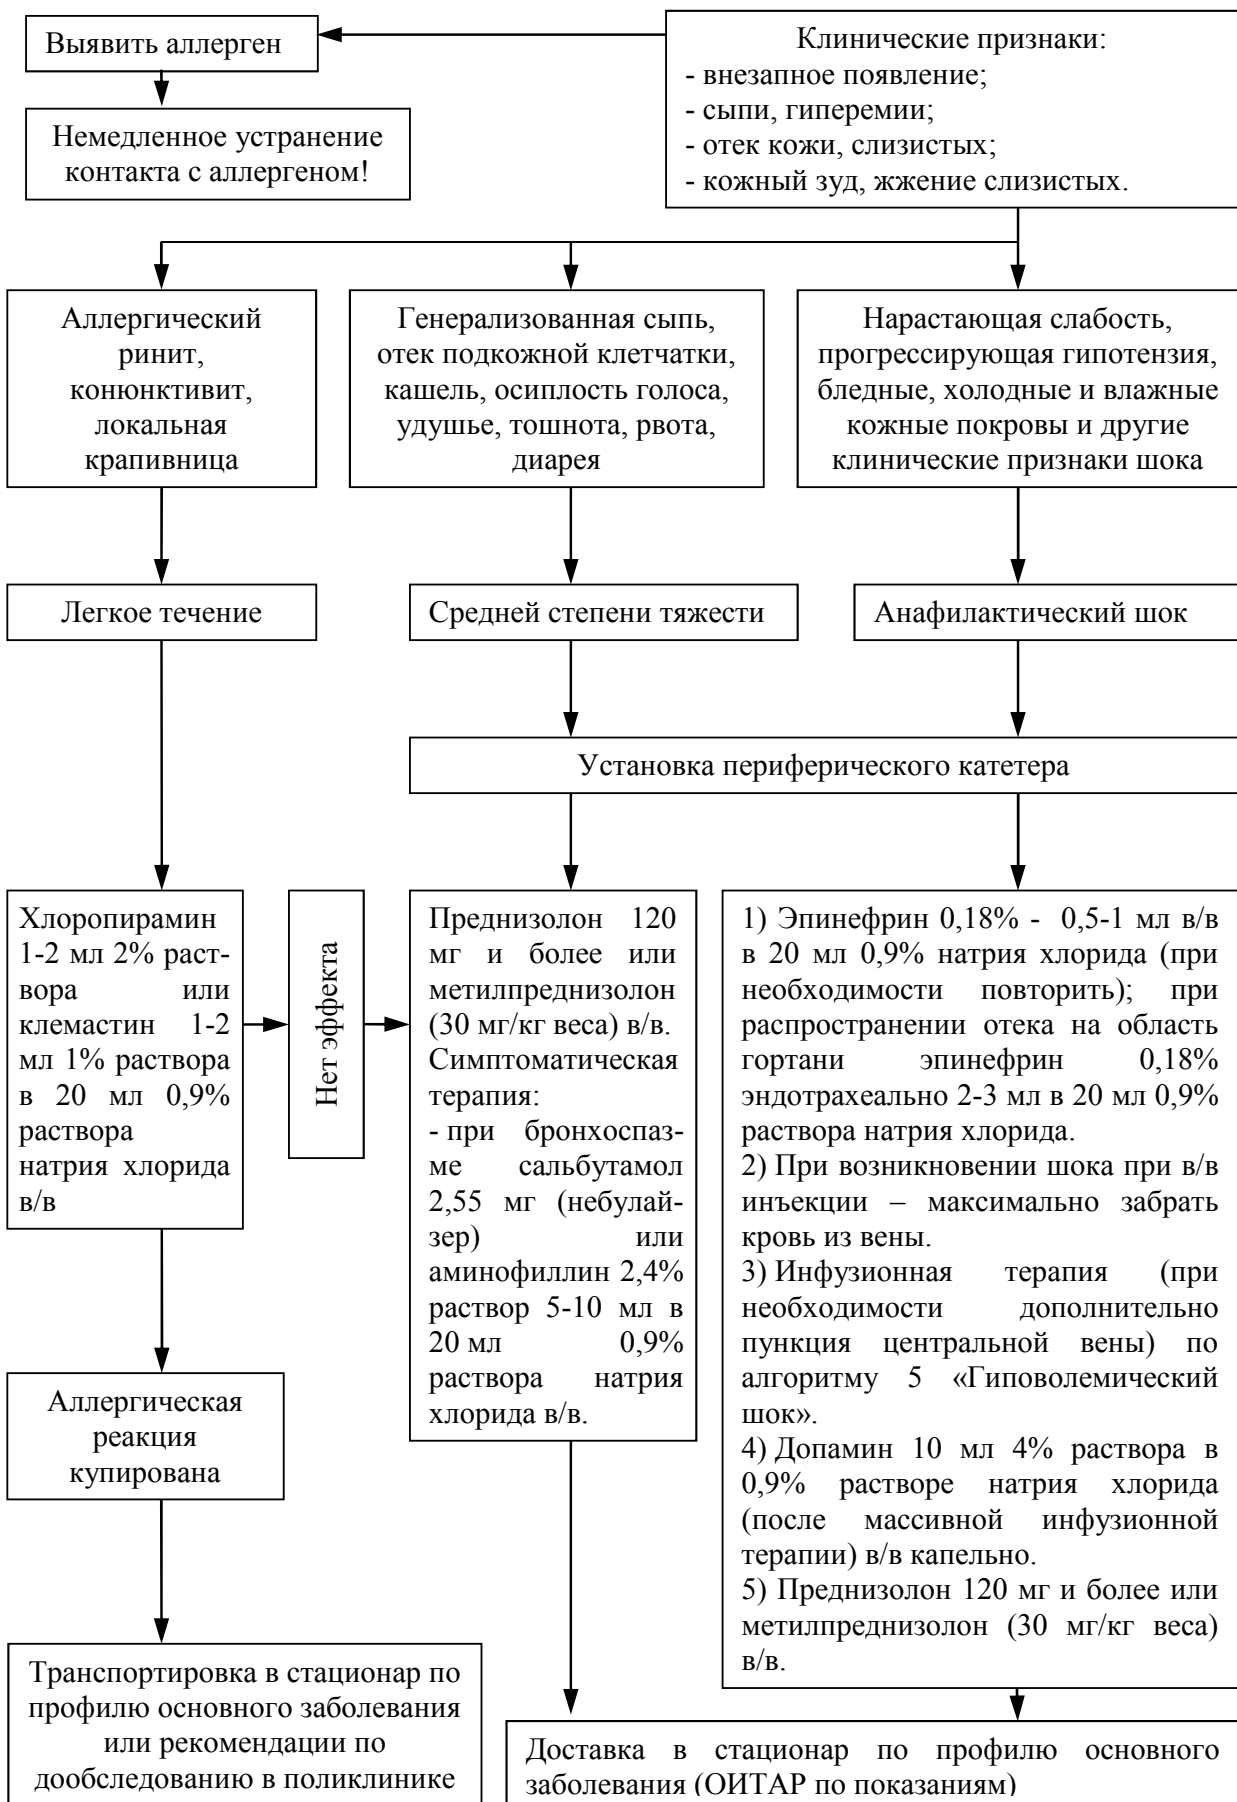 Выявить аллерген
Клинические признаки:
- внезапное появление;
- сыпи, гиперемии;
- отек кожи, слизистых;
- кожный зуд, жжение слизистых.
Немедленное устранение
контакта с аллергеном!
Аллергический
ринит,
конюнктивит,
локальная
крапивница
Генерализованная сыпь,
отек подкожной клетчатки,
кашель, осиплость голоса,
удушье, тошнота, рвота,
диарея
Нарастающая слабость,
прогрессирующая гипотензия,
бледные, холодные и влажные
кожные покровы и другие
клинические признаки шока
Легкое течение
Средней степени тяжести
Анафилактический шок
Установка периферического катетера
Хлоропирамин
1-2 мл 2% раст-
вора или
клемастин 1-2
мл 1% раствора
в 20 мл 0,9%
раствора
натрия хлорида
в/в
Нет эффекта
Преднизолон 120
мг и более или
метилпреднизолон
(30 мг/кг веса) в/в.
Симптоматическая
терапия:
- при бронхоспаз-
ме сальбутамол
2,55 мг (небулай-
зер) или
аминофиллин 2,4%
раствор 5-10 мл в
20 мл 0,9%
раствора натрия
хлорида в/в.
1) Эпинефрин 0,18% - 0,5-1 мл в/в
в 20 мл 0,9% натрия хлорида (при
необходимости повторить); при
распространении отека на область
гортани эпинефрин 0,18%
эндотрахеально 2-3 мл в 20 мл 0,9%
раствора натрия хлорида.
2) При возникновении шока при в/в
инъекции – максимально забрать
кровь из вены.
3) Инфузионная терапия (при
необходимости дополнительно
пункция центральной вены) по
алгоритму 5 «Гиповолемический
шок».
4) Допамин 10 мл 4% раствора в
0,9% растворе натрия хлорида
(после массивной инфузионной
терапии) в/в капельно.
5) Преднизолон 120 мг и более или
метилпреднизолон (30 мг/кг веса)
в/в.
Аллергическая
реакция
купирована
Транспортировка в стационар по
профилю основного заболевания
или рекомендации по
дообследованию в поликлинике
Доставка в стационар по профилю основного
заболевания (ОИТАР по показаниям)